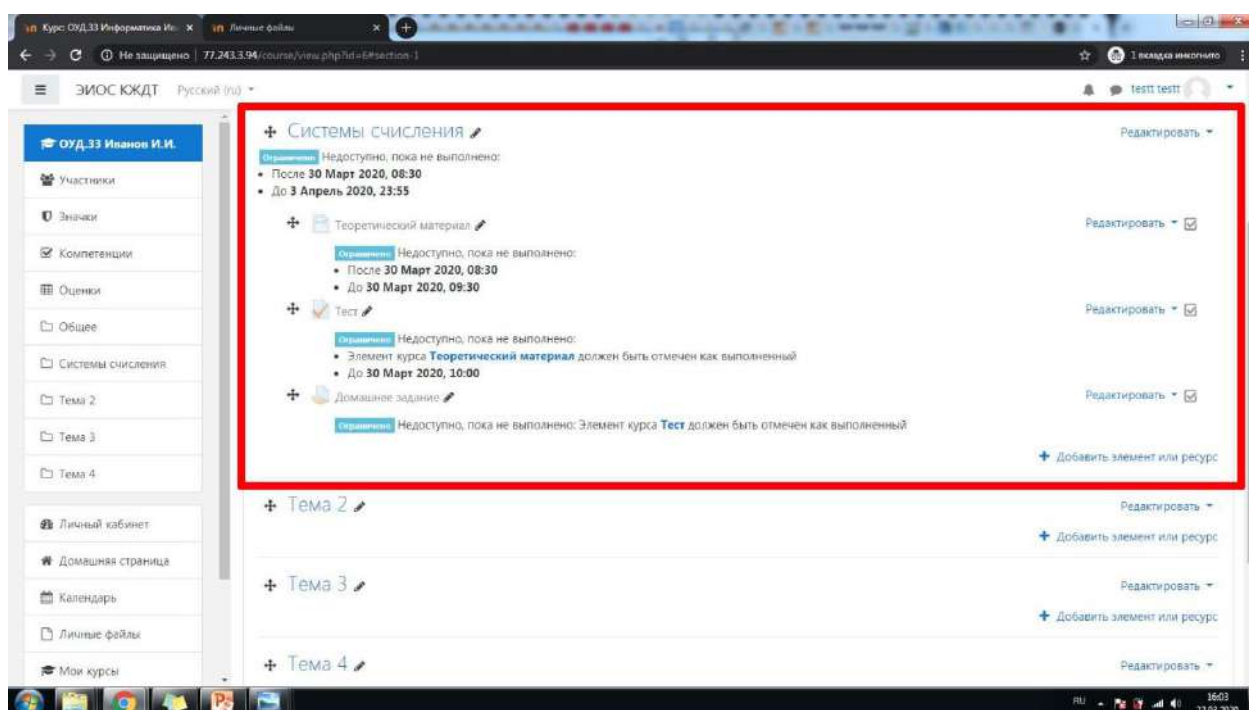 Курс: ОУД.33 Информатика Ив
Личные файлы
Не защищено
77.243.3.94/course/view.php?id=6#section-1
1 вкладка инкогнито
ЭИОС КЖДТ
Русский (ru)
testt testt
ОУД.33 Иванов И.И.
Участники
Значки
Компетенции
Оценки
Общее
Системы счисления
Тема 2
Тема 3
Тема 4
Личный кабинет
Домашняя страница
Календарь
Личные файлы
Мои курсы
Системы счисления
Редактировать
Ограничено Недоступно, пока не выполнено:
После 30 Март 2020, 08:30
До 3 Апрель 2020, 23:55
Теоретический материал
Редактировать
Ограничено Недоступно, пока не выполнено:
После 30 Март 2020, 08:30
До 30 Март 2020, 09:30
Тест
Редактировать
Ограничено Недоступно, пока не выполнено:
Элемент курса Теоретический материал должен быть отмечен как выполненный
До 30 Март 2020, 10:00
Домашнее задание
Редактировать
Ограничено Недоступно, пока не выполнено: Элемент курса Тест должен быть отмечен как выполненный
Добавить элемент или ресурс
Тема 2
Редактировать
Добавить элемент или ресурс
Тема 3
Редактировать
Добавить элемент или ресурс
Тема 4
Редактировать
RU
16:03